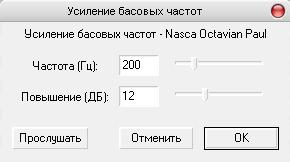 Усиление басовых частот
Усиление басовых частот - Nasca Octavian Paul
Частота (Гц): 200
Повышение (ДБ): 12
Прослушать Отменить OK